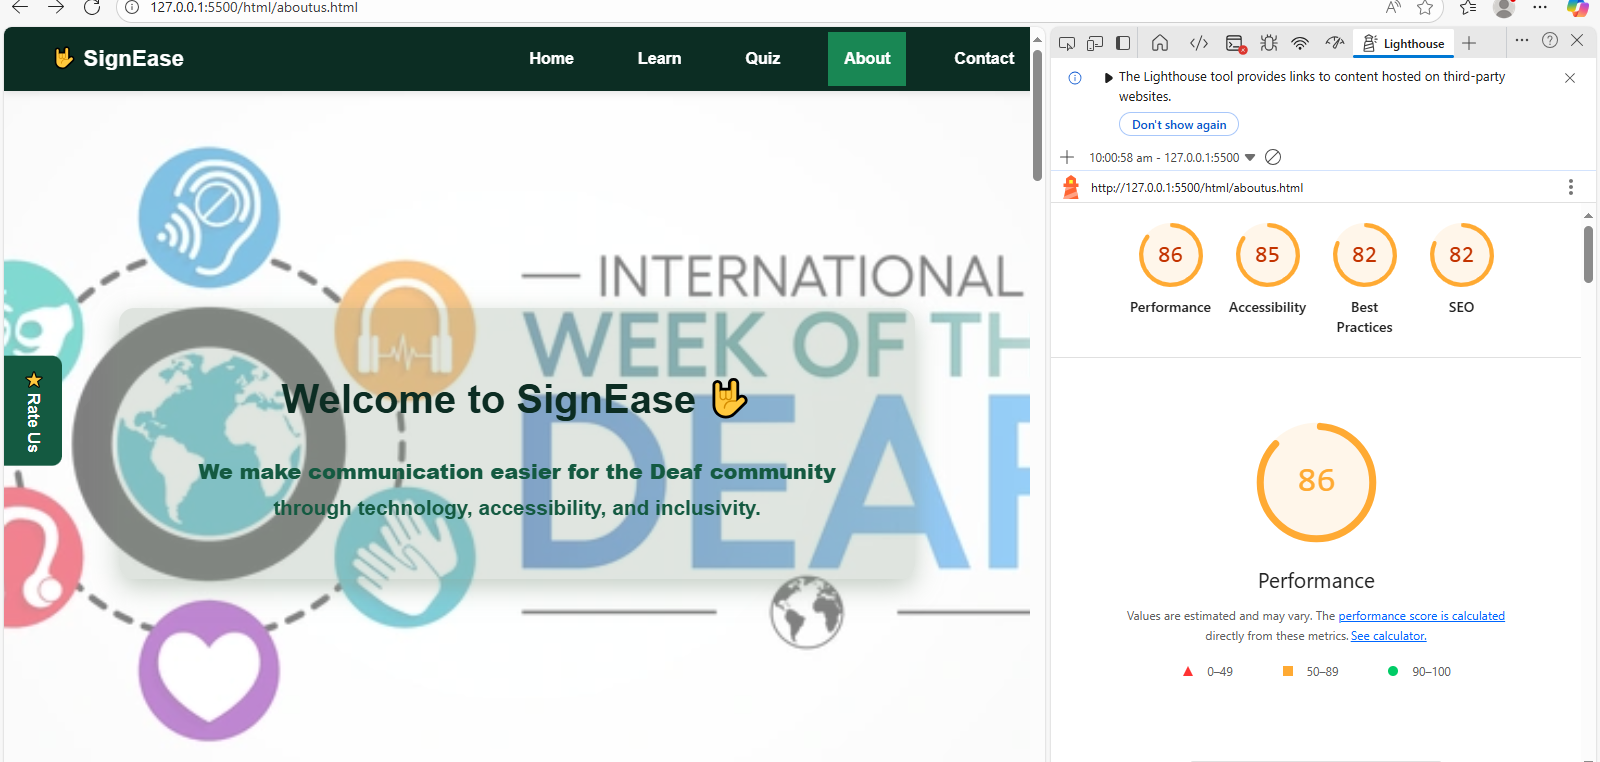 127.0.0.1:5500/html/aboutus.html
SignEase
Home
Learn
Quiz
About
Contact
INTERNATIONAL
WEEK OF TH
DEAF
Welcome to SignEase
We make communication easier for the Deaf community
through technology, accessibility, and inclusivity.
Rate Us
Lighthouse
The Lighthouse tool provides links to content hosted on third-party
websites.
Don't show again
10:00:58 am - 127.0.0.1:5500
http://127.0.0.1:5500/html/aboutus.html
86
85
82
82
Performance
Accessibility
Best
Practices
SEO
86
Performance
Values are estimated and may vary. The performance score is calculated
directly from these metrics. See calculator.
0–49
50–89
90–100